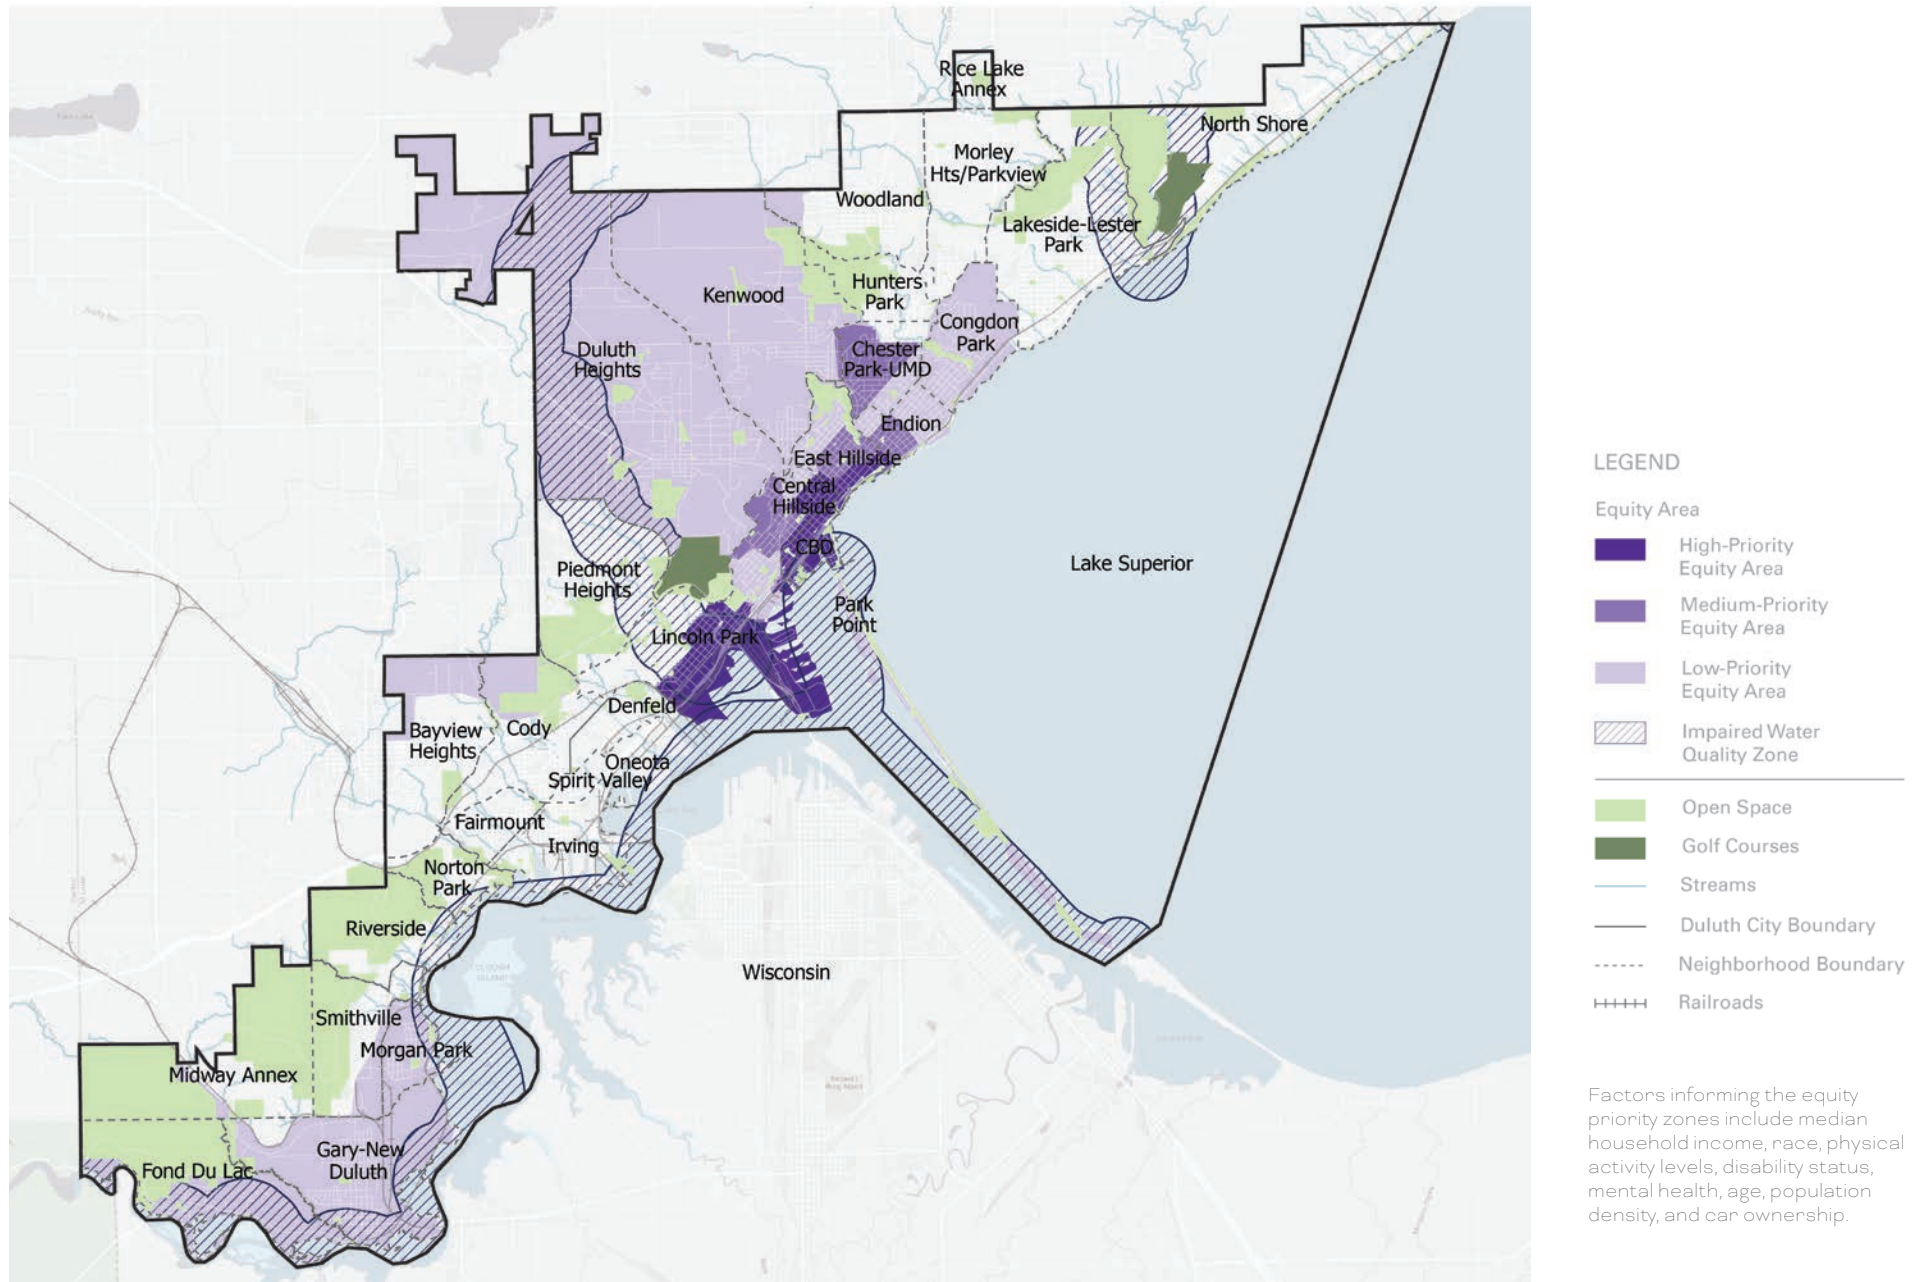 Rice Lake
Annex
North Shore
Morley
Hts/Parkview
Woodland
Lakeside-Lester
Park
Hunters
Park
Kenwood
Congdon
Park
Duluth
Heights
Chester
Park-UMD
Endion
East Hillside
Central
Hillside
CBD
Lake Superior
Piedmont
Heights
Park
Point
Lincoln Park
Denfeld
Bayview
Heights
Cody
Oneota
Spirit Valley
Fairmount
Irving
Norton
Park
Riverside
Wisconsin
Smithville
Morgan Park
Midway Annex
Gary-New
Duluth
Fond Du Lac
LEGEND
Equity Area
High-Priority
Equity Area
Medium-Priority
Equity Area
Low-Priority
Equity Area
Impaired Water
Quality Zone
Open Space
Golf Courses
Streams
Duluth City Boundary
Neighborhood Boundary
Railroads
Factors informing the equity
priority zones include median
household income, race, physical
activity levels, disability status,
mental health, age, population
density, and car ownership.